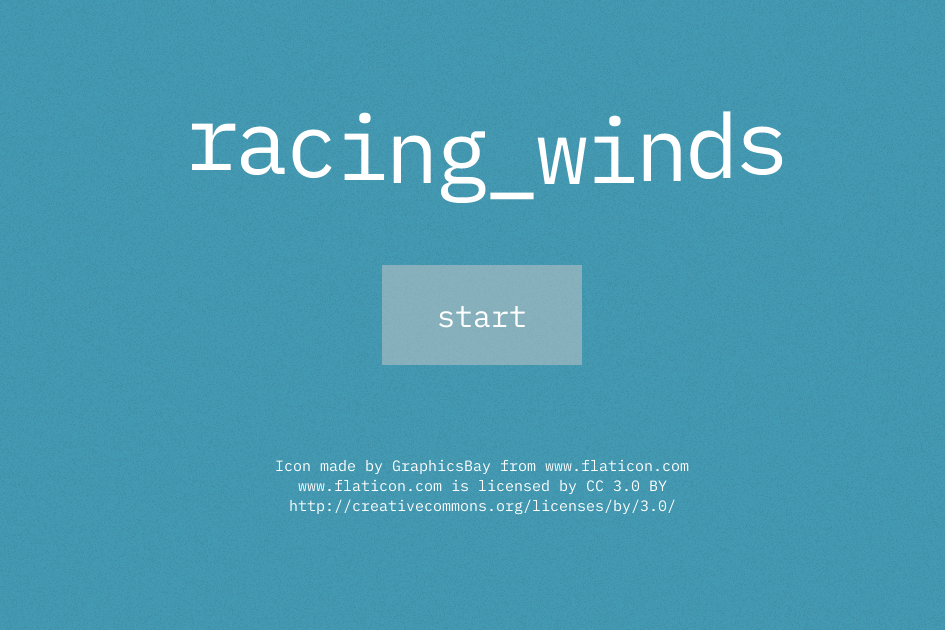 racing_winds
start
Icon made by GraphicsBay from www.flaticon.com
www.flaticon.com is licensed by CC 3.0 BY
http://creativecommons.org/licenses/by/3.0/